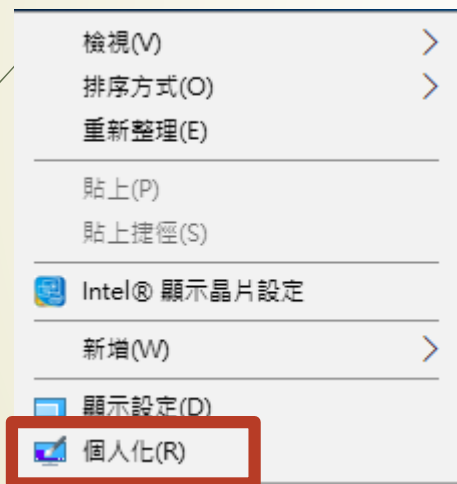 檢視(V)
排序方式(O)
重新整理(E)
貼上(P)
貼上捷徑(S)
Intel® 顯示晶片設定
新增(W)
顯示設定(D)
個人化(R)